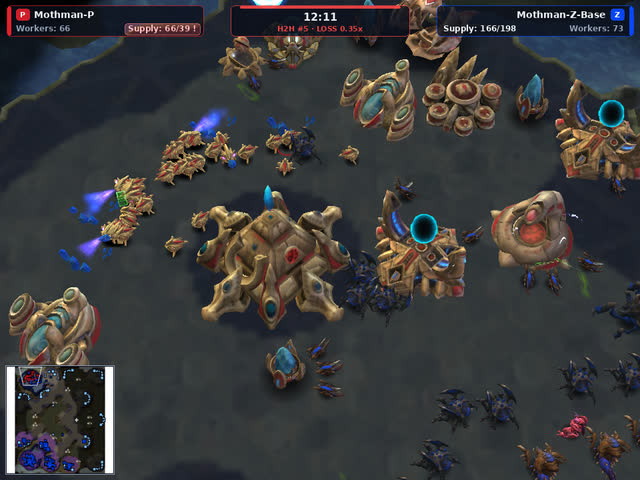 P Mothman-P
Workers: 66 Supply: 66/39 !
12:11
H2H #5 · LOSS 0.35x
Mothman-Z-Base Z
Supply: 166/198 Workers: 73